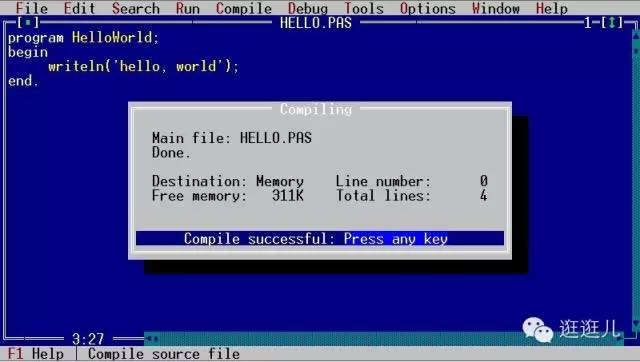 File Edit Search Run Compile Debug Tools Options Window Help
HELLO.PAS 1
program HelloWorld;
begin
writeln('hello, world');
end.
Compiling
Main file: HELLO.PAS
Done.
Destination: Memory Line number: 0
Free memory: 311K Total lines: 4
Compile successful: Press any key
逛逛儿
3:27
F1 Help Compile source file